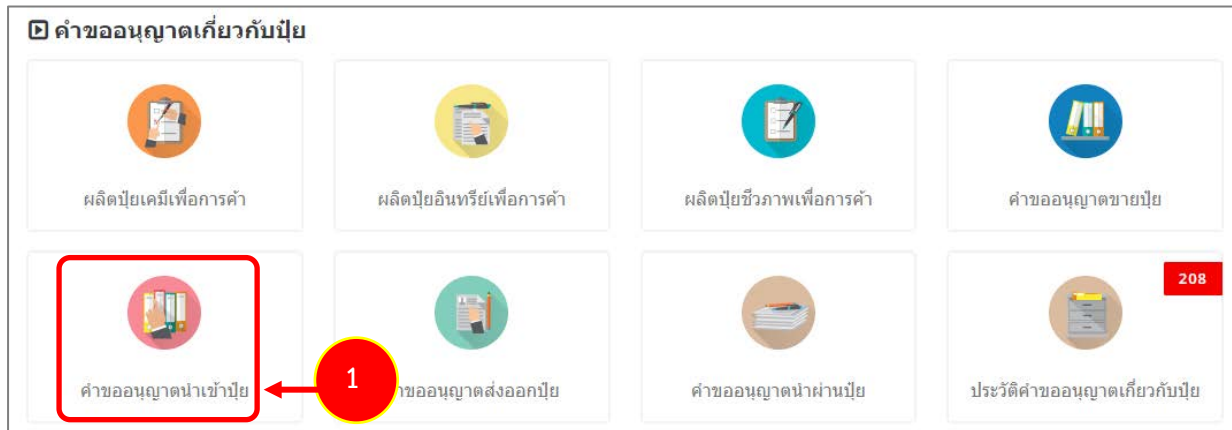 คำขออนุญาตเกี่ยวกับปุ๋ย
ผลิตปุ๋ยเคมีเพื่อการค้า
ผลิตปุ๋ยอินทรีย์เพื่อการค้า
ผลิตปุ๋ยชีวภาพเพื่อการค้า
คำขออนุญาตขายปุ๋ย
208
คำขออนุญาตนำเข้าปุ๋ย
1
ำขออนุญาตส่งออกปุ๋ย
คำขออนุญาตนำผ่านปุ๋ย
ประวัติคำขออนุญาตเกี่ยวกับปุ๋ย